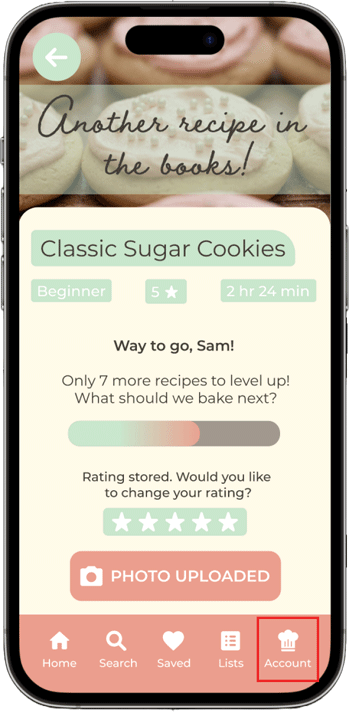 Another recipe in
the books!
Classic Sugar Cookies
Beginner
5 ★
2 hr 24 min
Way to go, Sam!
Only 7 more recipes to level up!
What should we bake next?
Rating stored. Would you like
to change your rating?
PHOTO UPLOADED
Home
Search
Saved
Lists
Account